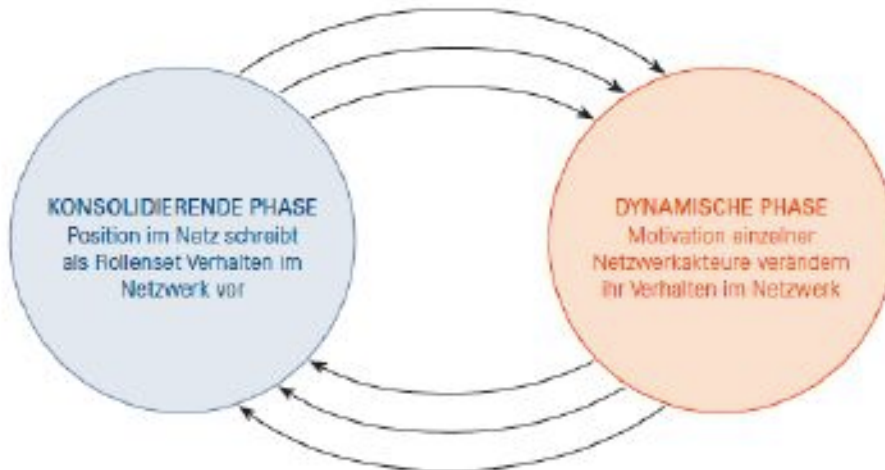 KONSOLIDIERENDE PHASE
Position im Netz schreibt
als Rollenset Verhalten im
Netzwerk vor
DYNAMISCHE PHASE
Motivation einzelner
Netzwerkakteure verändern
ihr Verhalten im Netzwerk